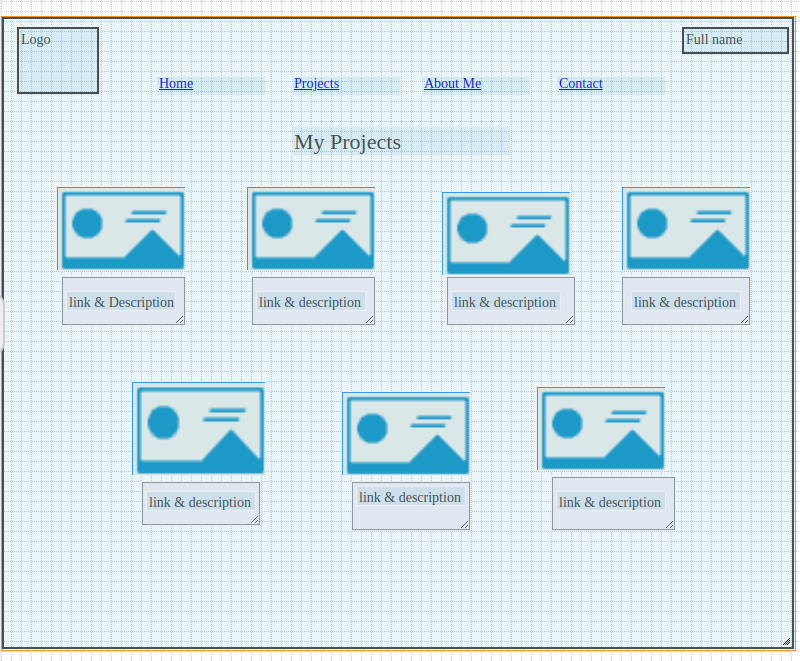 Logo
Full name
Home
Projects
About Me
Contact
My Projects
link & Description
link & description
link & description
link & description
link & description
link & description
link & description